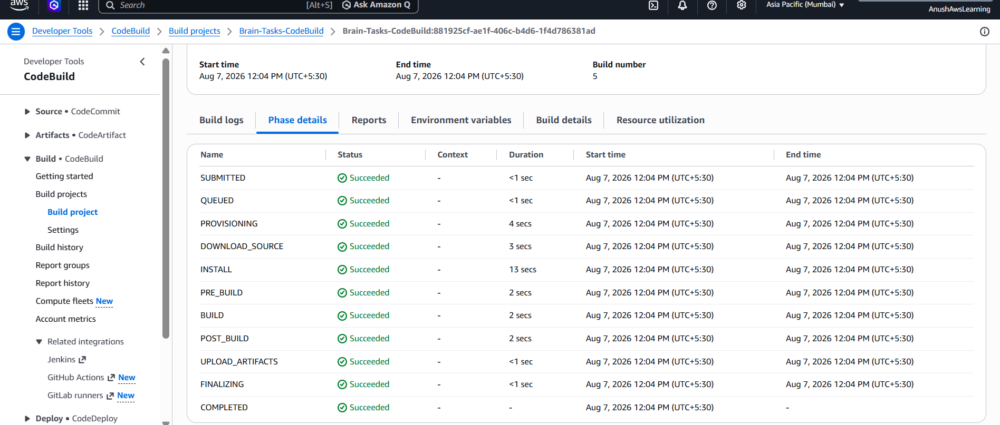 aws
Search [Alt+S] Ask Amazon Q Asia Pacific (Mumbai)
AnushAwsLearning
Developer Tools CodeBuild Build projects Brain-Tasks-CodeBuild Brain-Tasks-CodeBuild:881925cf-ae1f-406c-b4d6-1f4d786381ad
Developer Tools
CodeBuild
Source • CodeCommit
Artifacts • CodeArtifact
Build • CodeBuild
Getting started
Build projects
Build project
Settings
Build history
Report groups
Report history
Compute fleets New
Account metrics
Related integrations
Jenkins
GitHub Actions New
GitLab runners New
Deploy • CodeDeploy
Start time End time Build number
Aug 7, 2026 12:04 PM (UTC+5:30) Aug 7, 2026 12:04 PM (UTC+5:30) 5
Build logs Phase details Reports Environment variables Build details Resource utilization
Name Status Context Duration Start time End time
SUBMITTED Succeeded - <1 sec Aug 7, 2026 12:04 PM (UTC+5:30) Aug 7, 2026 12:04 PM (UTC+5:30)
QUEUED Succeeded - <1 sec Aug 7, 2026 12:04 PM (UTC+5:30) Aug 7, 2026 12:04 PM (UTC+5:30)
PROVISIONING Succeeded - 4 secs Aug 7, 2026 12:04 PM (UTC+5:30) Aug 7, 2026 12:04 PM (UTC+5:30)
DOWNLOAD_SOURCE Succeeded - 3 secs Aug 7, 2026 12:04 PM (UTC+5:30) Aug 7, 2026 12:04 PM (UTC+5:30)
INSTALL Succeeded - 13 secs Aug 7, 2026 12:04 PM (UTC+5:30) Aug 7, 2026 12:04 PM (UTC+5:30)
PRE_BUILD Succeeded - 2 secs Aug 7, 2026 12:04 PM (UTC+5:30) Aug 7, 2026 12:04 PM (UTC+5:30)
BUILD Succeeded - 2 secs Aug 7, 2026 12:04 PM (UTC+5:30) Aug 7, 2026 12:04 PM (UTC+5:30)
POST_BUILD Succeeded - 2 secs Aug 7, 2026 12:04 PM (UTC+5:30) Aug 7, 2026 12:04 PM (UTC+5:30)
UPLOAD_ARTIFACTS Succeeded - <1 sec Aug 7, 2026 12:04 PM (UTC+5:30) Aug 7, 2026 12:04 PM (UTC+5:30)
FINALIZING Succeeded - <1 sec Aug 7, 2026 12:04 PM (UTC+5:30) Aug 7, 2026 12:04 PM (UTC+5:30)
COMPLETED Succeeded - - Aug 7, 2026 12:04 PM (UTC+5:30) -